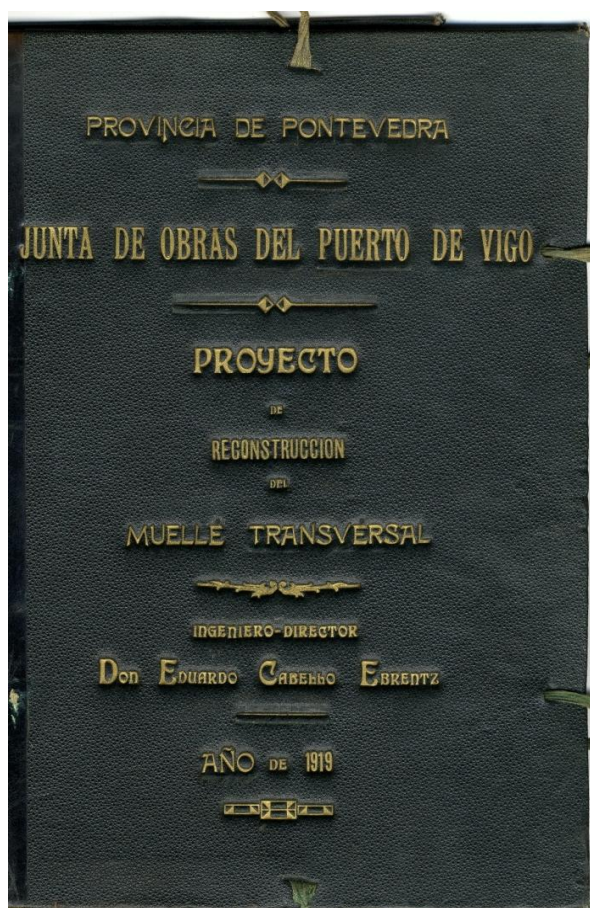 PROVINCIA DE PONTEVEDRA
JUNTA DE OBRAS DEL PUERTO DE VIGO
PROYECTO
DE
RECONSTRUCCION
DEL
MUELLE TRANSVERSAL
INGENIERO-DIRECTOR
DON EDUARDO CABELLO EBRENTZ
AÑO DE 1919